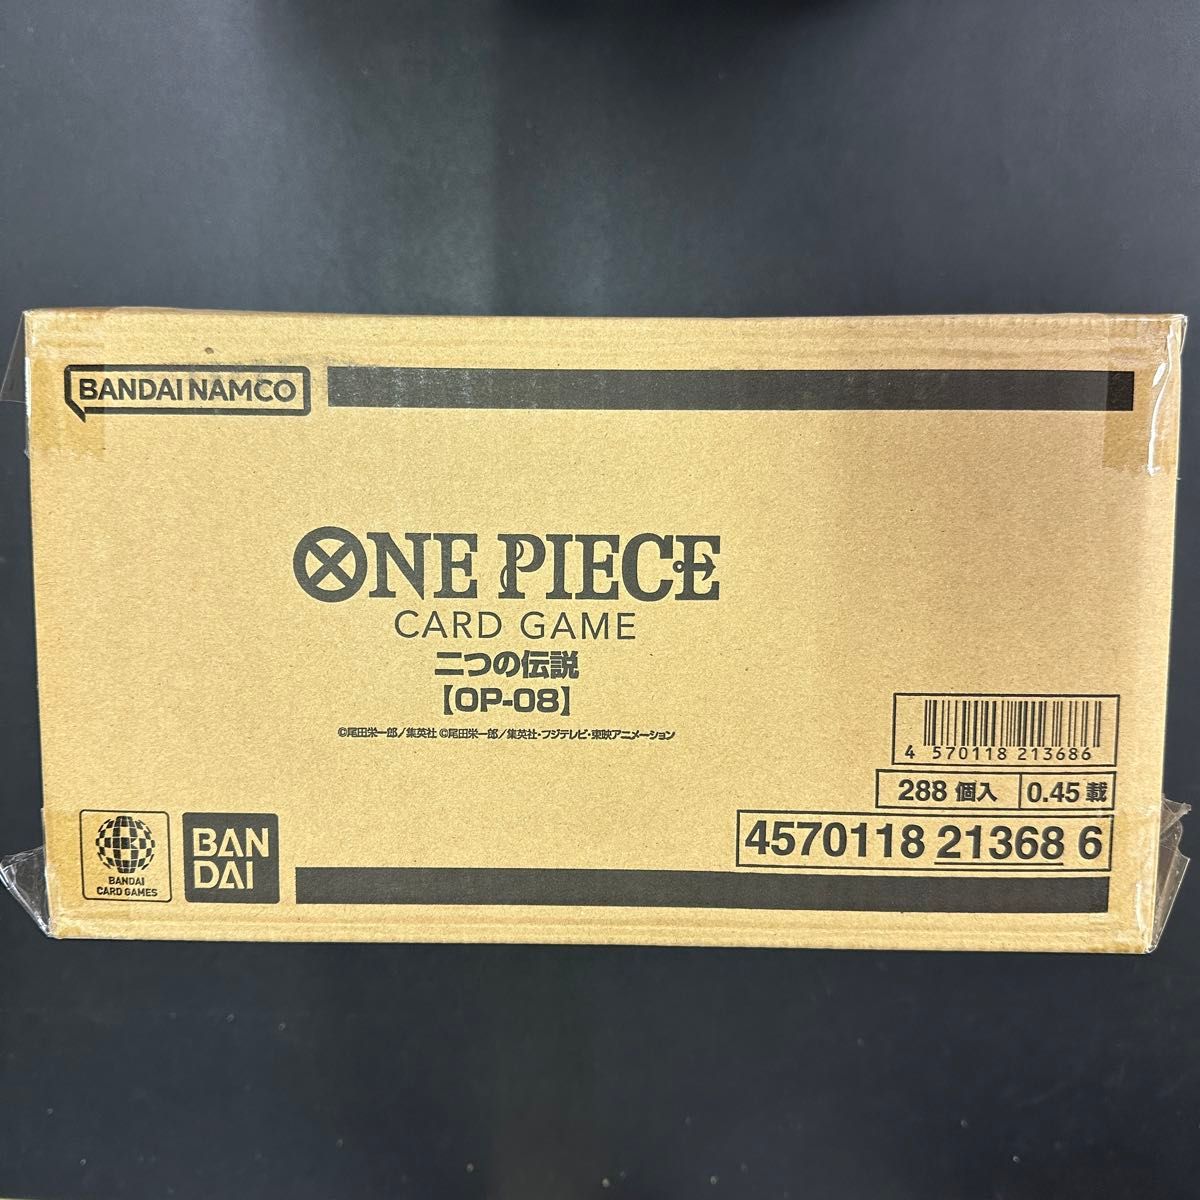 BANDAI NAMCO
ONE PIECE
CARD GAME
二つの伝説
【OP-08】
©尾田栄一郎/集英社 ©尾田栄一郎/集英社・フジテレビ・東映アニメーション
4 570118 213686
288 個入 0.45 載
4570118 21368 6
BANDAI
CARD GAMES
BAN
DAI